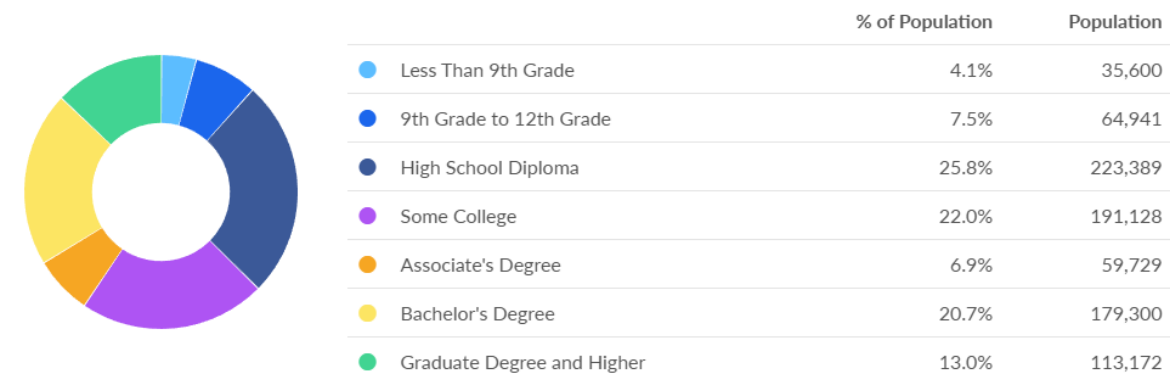 % of Population Population
Less Than 9th Grade 4.1% 35,600
9th Grade to 12th Grade 7.5% 64,941
High School Diploma 25.8% 223,389
Some College 22.0% 191,128
Associate's Degree 6.9% 59,729
Bachelor's Degree 20.7% 179,300
Graduate Degree and Higher 13.0% 113,172